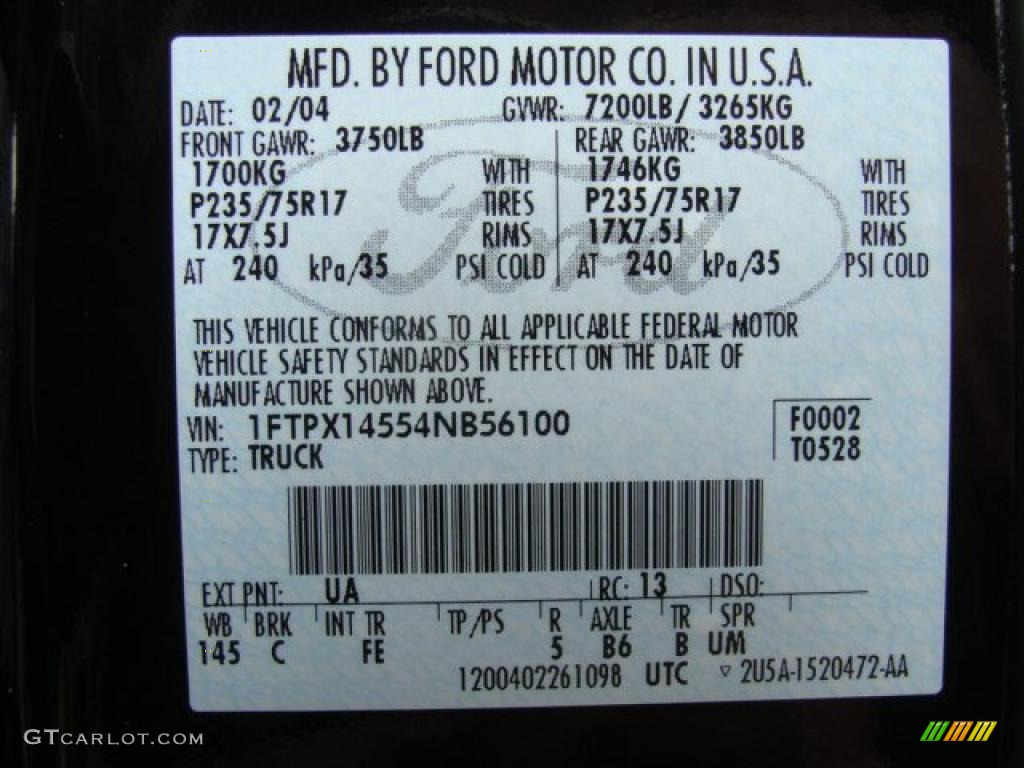 MFD. BY FORD MOTOR CO. IN U.S.A.
DATE: 02/04 GVWR: 7200LB/ 3265KG
FRONT GAWR: 3750LB REAR GAWR: 3850LB
1700KG WITH 1746KG WITH
P235/75R17 TIRES P235/75R17 TIRES
17X7.5J RIMS 17X7.5J RIMS
AT 240 kPa/35 PSI COLD AT 240 kPa/35 PSI COLD
Ford
THIS VEHICLE CONFORMS TO ALL APPLICABLE FEDERAL MOTOR
VEHICLE SAFETY STANDARDS IN EFFECT ON THE DATE OF
MANUFACTURE SHOWN ABOVE.
VIN: 1FTPX14554NB56100 F0002
TYPE: TRUCK T0528
EXT PNT: UA RC: 13 DSO:
WB BRK INT TR TP/PS R AXLE TR SPR
145 C FE 5 B6 B UM
1200402261098 UTC ▽ 2U5A-1520472-AA
GTCARLOT.COM